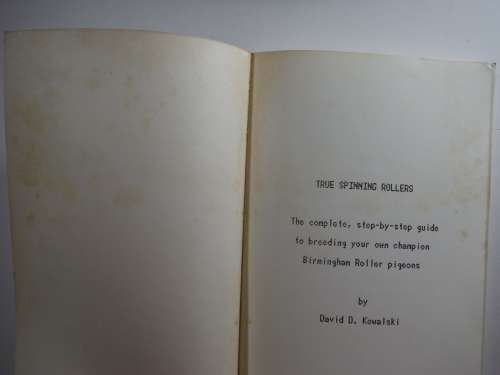 TRUE SPINNING ROLLERS
The complete, step-by-step guide
to breeding your own champion
Birmingham Roller pigeons
by
David D. Kowalski